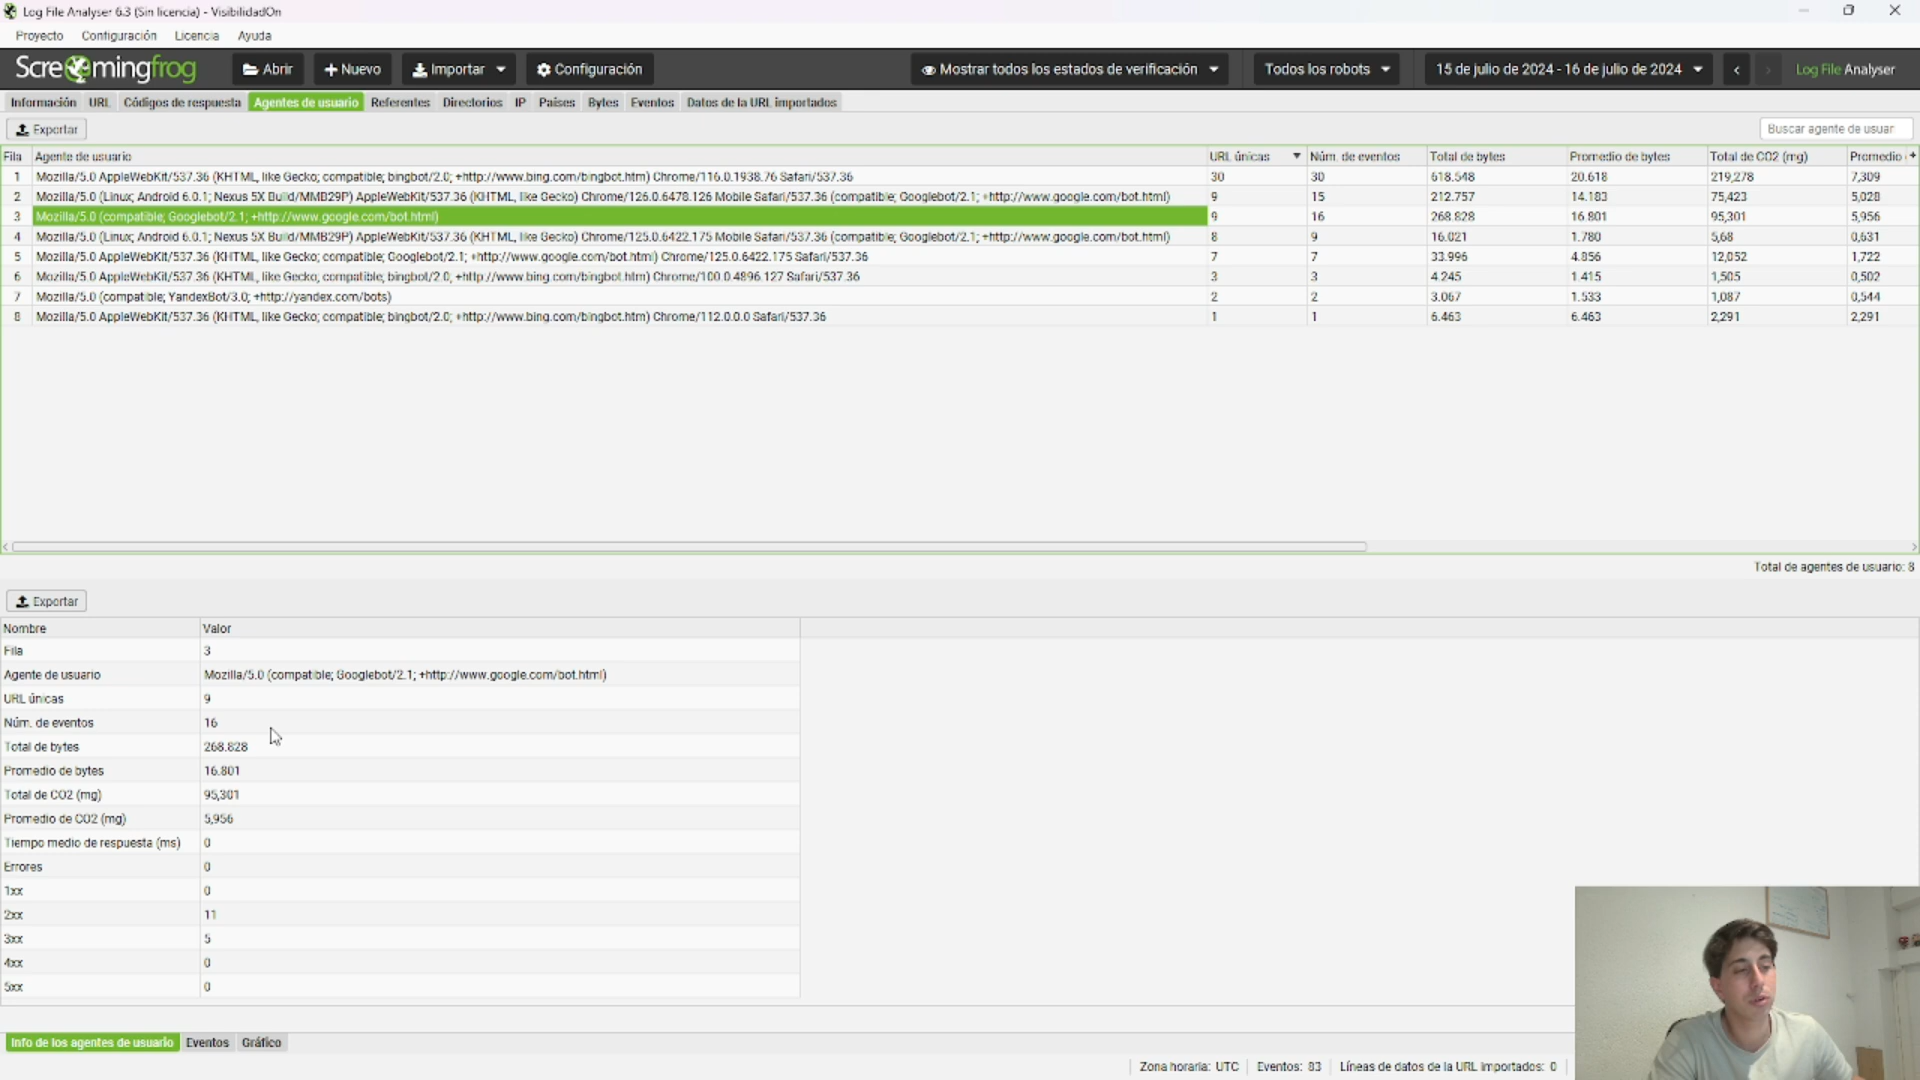 Log File Analyser 6.3 (Sin licencia) - VisibilidadOn
Proyecto Configuración Licencia Ayuda
Screamingfrog Abrir Nuevo Importar Configuración Mostrar todos los estados de verificación Todos los robots 15 de julio de 2024 - 16 de julio de 2024 Log File Analyser
Información URL Códigos de respuesta Agentes de usuario Referentes Directorios IP Países Bytes Eventos Datos de la URL importados
Exportar Buscar agente de usuar
Fila Agente de usuario URL únicas Núm. de eventos Total de bytes Promedio de bytes Total de CO2 (mg) Promedio
1 Mozilla/5.0 AppleWebKit/537.36 (KHTML, like Gecko; compatible; bingbot/2.0; +http://www.bing.com/bingbot.htm) Chrome/116.0.1938.76 Safari/537.36 30 30 618.548 20.618 219,278 7,309
2 Mozilla/5.0 (Linux; Android 6.0.1; Nexus 5X Build/MMB29P) AppleWebKit/537.36 (KHTML, like Gecko) Chrome/126.0.6478.126 Mobile Safari/537.36 (compatible; Googlebot/2.1; +http://www.google.com/bot.html) 9 15 212.757 14.183 75,423 5,028
3 Mozilla/5.0 (compatible; Googlebot/2.1; +http://www.google.com/bot.html) 9 16 268.828 16.801 95,301 5,956
4 Mozilla/5.0 (Linux; Android 6.0.1; Nexus 5X Build/MMB29P) AppleWebKit/537.36 (KHTML, like Gecko) Chrome/125.0.6422.175 Mobile Safari/537.36 (compatible; Googlebot/2.1; +http://www.google.com/bot.html) 8 9 16.021 1.780 5,68 0,631
5 Mozilla/5.0 AppleWebKit/537.36 (KHTML, like Gecko; compatible; Googlebot/2.1; +http://www.google.com/bot.html) Chrome/125.0.6422.175 Safari/537.36 7 7 33.996 4.856 12,052 1,722
6 Mozilla/5.0 AppleWebKit/537.36 (KHTML, like Gecko; compatible; bingbot/2.0; +http://www.bing.com/bingbot.htm) Chrome/100.0.4896.127 Safari/537.36 3 3 4.245 1.415 1,505 0,502
7 Mozilla/5.0 (compatible; YandexBot/3.0; +http://yandex.com/bots) 2 2 3.067 1.533 1,087 0,544
8 Mozilla/5.0 AppleWebKit/537.36 (KHTML, like Gecko; compatible; bingbot/2.0; +http://www.bing.com/bingbot.htm) Chrome/112.0.0.0 Safari/537.36 1 1 6.463 6.463 2,291 2,291
Total de agentes de usuario: 8
Exportar
Nombre Valor
Fila 3
Agente de usuario Mozilla/5.0 (compatible; Googlebot/2.1; +http://www.google.com/bot.html)
URL únicas 9
Núm. de eventos 16
Total de bytes 268.828
Promedio de bytes 16.801
Total de CO2 (mg) 95,301
Promedio de CO2 (mg) 5,956
Tiempo medio de respuesta (ms) 0
Errores 0
1xx 0
2xx 11
3xx 5
4xx 0
5xx 0
Info de los agentes de usuario Eventos Gráfico
Zona horaria: UTC Eventos: 83 Líneas de datos de la URL importados: 0